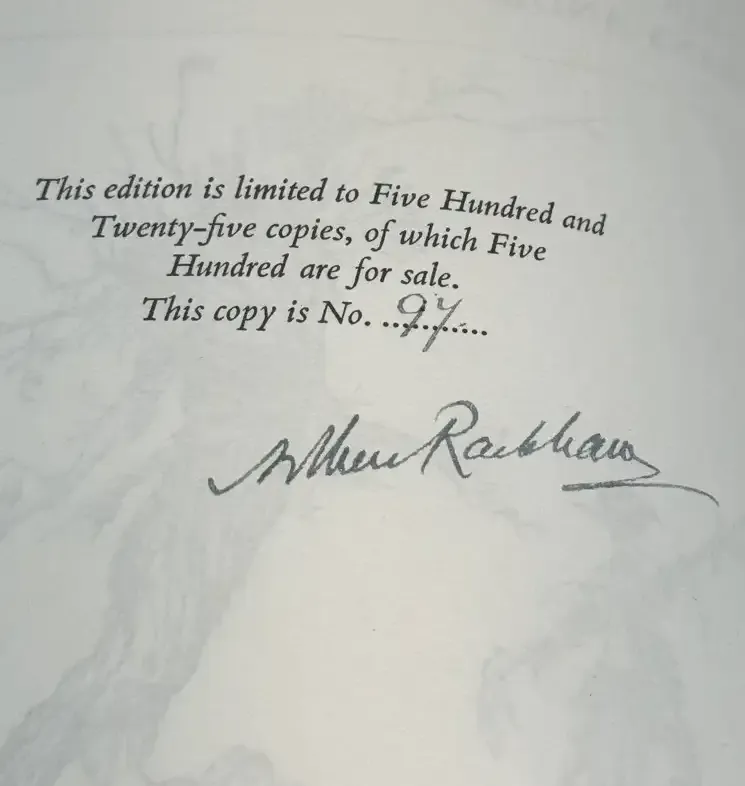 This edition is limited to Five Hundred and
Twenty-five copies, of which Five
Hundred are for sale.
This copy is No. ...97......
Arthur Rackham